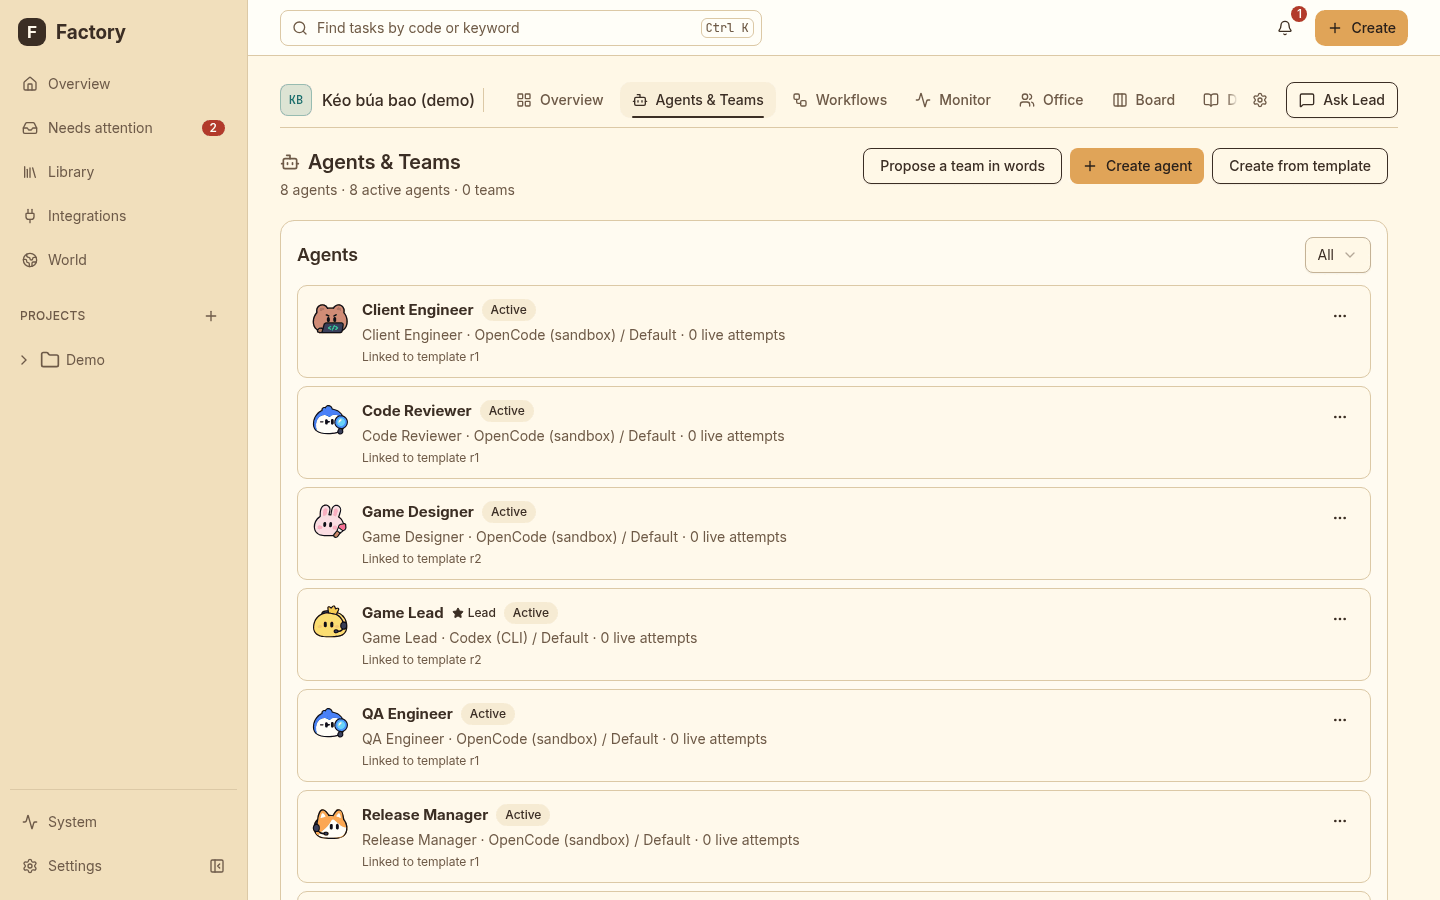 F Factory
Overview
Needs attention 2
Library
Integrations
World
PROJECTS
Demo
System
Settings
Find tasks by code or keyword Ctrl K
1
Create
KB Kéo búa bao (demo)
Overview
Agents & Teams
Workflows
Monitor
Office
Board
D
Ask Lead
Agents & Teams
8 agents · 8 active agents · 0 teams
Propose a team in words
Create agent
Create from template
Agents
All
Client Engineer Active
Client Engineer · OpenCode (sandbox) / Default · 0 live attempts
Linked to template r1
Code Reviewer Active
Code Reviewer · OpenCode (sandbox) / Default · 0 live attempts
Linked to template r1
Game Designer Active
Game Designer · OpenCode (sandbox) / Default · 0 live attempts
Linked to template r2
Game Lead Lead Active
Game Lead · Codex (CLI) / Default · 0 live attempts
Linked to template r2
QA Engineer Active
QA Engineer · OpenCode (sandbox) / Default · 0 live attempts
Linked to template r1
Release Manager Active
Release Manager · OpenCode (sandbox) / Default · 0 live attempts
Linked to template r1